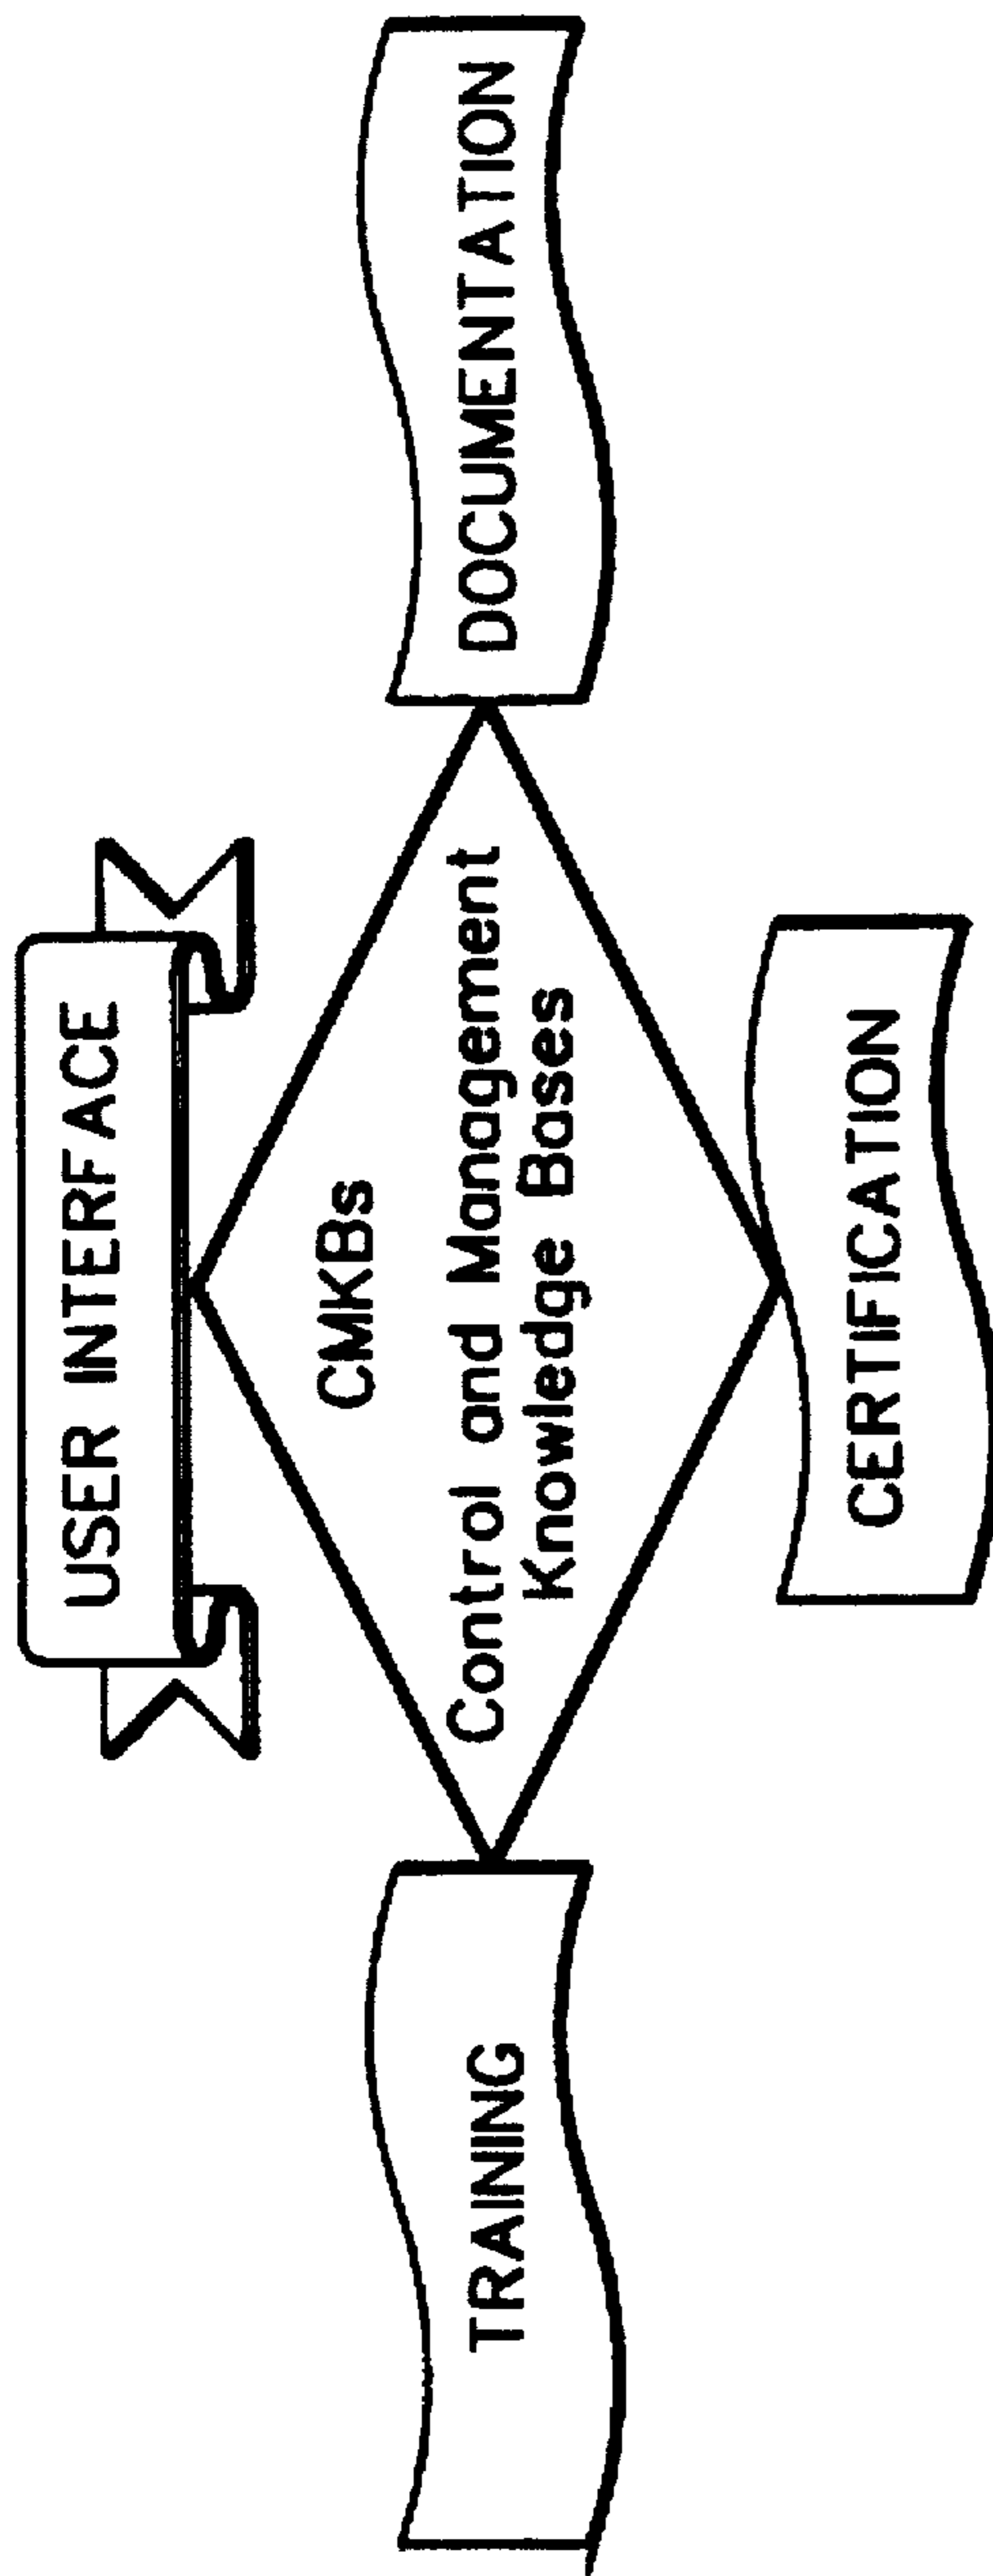 USER INTERFACE
CMKBs
Control and Management
Knowledge Bases
TRAINING
DOCUMENTATION
CERTIFICATION